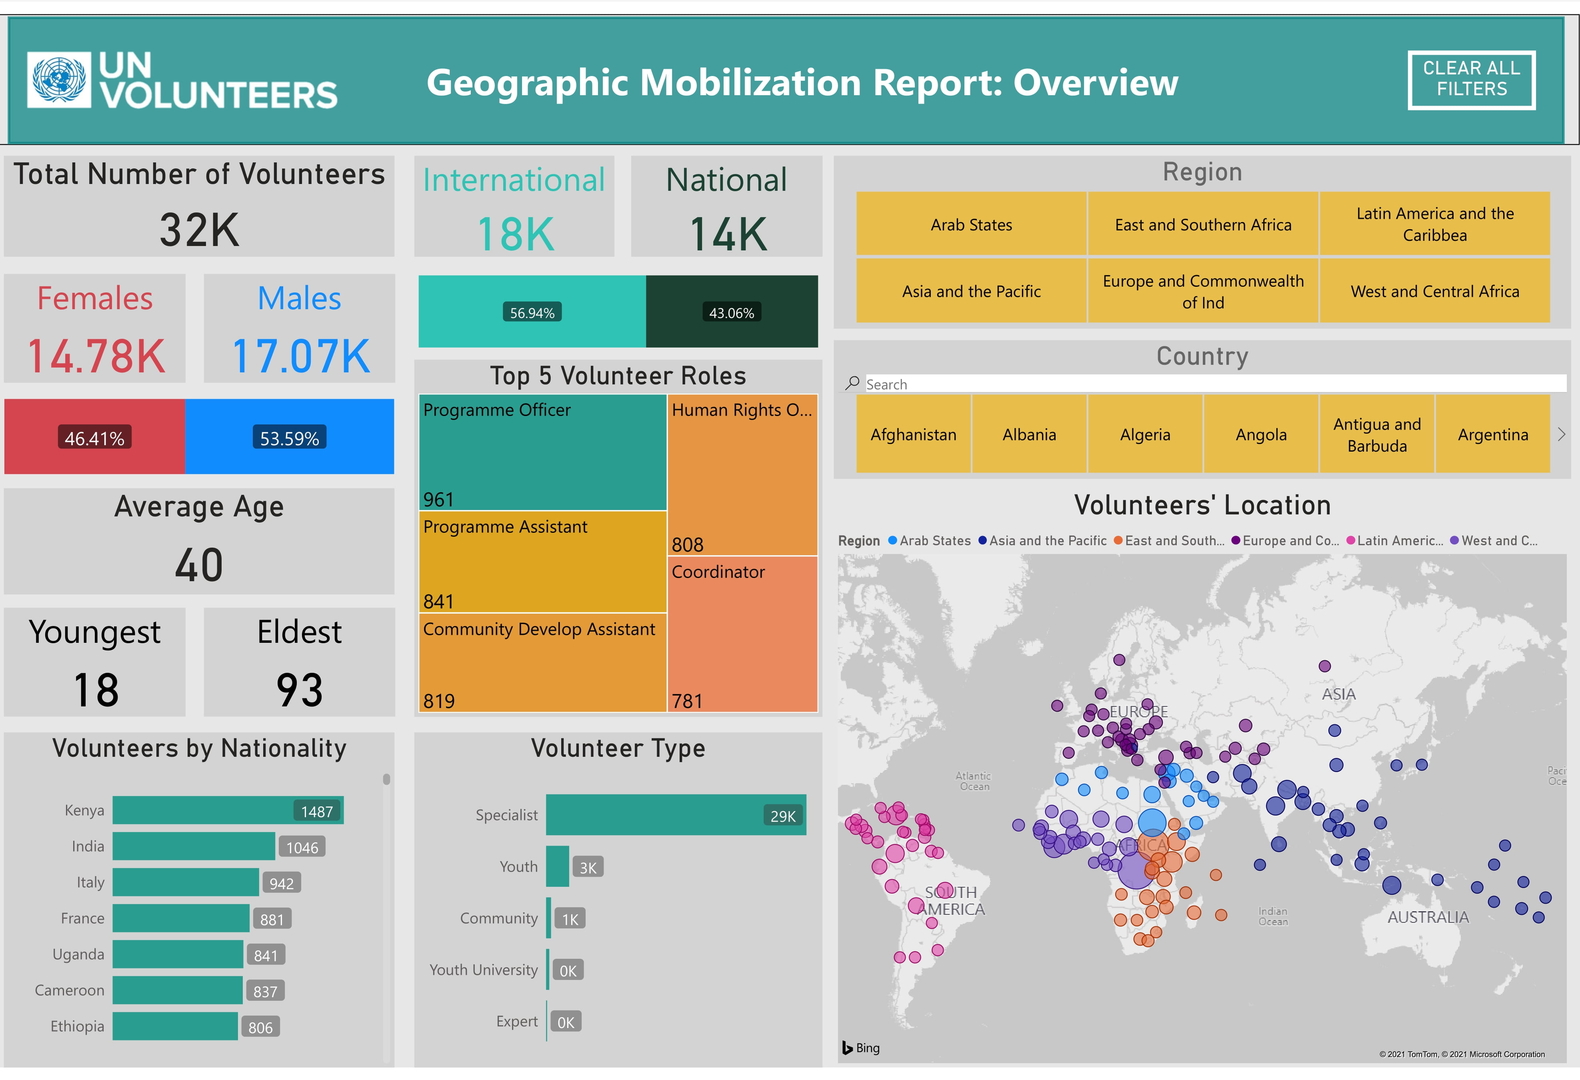 UN
VOLUNTEERS
Geographic Mobilization Report: Overview
CLEAR ALL
FILTERS
Total Number of Volunteers
32K
Females
14.78K
Males
17.07K
46.41%
53.59%
Average Age
40
Youngest
18
Eldest
93
Volunteers by Nationality
Kenya
1487
India
1046
Italy
942
France
881
Uganda
841
Cameroon
837
Ethiopia
806
International
18K
National
14K
56.94%
43.06%
Top 5 Volunteer Roles
Programme Officer
961
Programme Assistant
841
Community Develop Assistant
819
Human Rights O...
808
Coordinator
781
Volunteer Type
Specialist
29K
Youth
3K
Community
1K
Youth University
0K
Expert
0K
Region
Arab States
East and Southern Africa
Latin America and the
Caribbea
Asia and the Pacific
Europe and Commonwealth
of Ind
West and Central Africa
Country
Search
Afghanistan
Albania
Algeria
Angola
Antigua and
Barbuda
Argentina
Volunteers' Location
Region
Arab States
Asia and the Pacific
East and South...
Europe and Co...
Latin Americ...
West and C...
ASIA
EUROPE
Atlantic
Ocean
Pac
Oce
AFRICA
SOUTH
AMERICA
Indian
Ocean
AUSTRALIA
Bing
© 2021 TomTom, © 2021 Microsoft Corporation